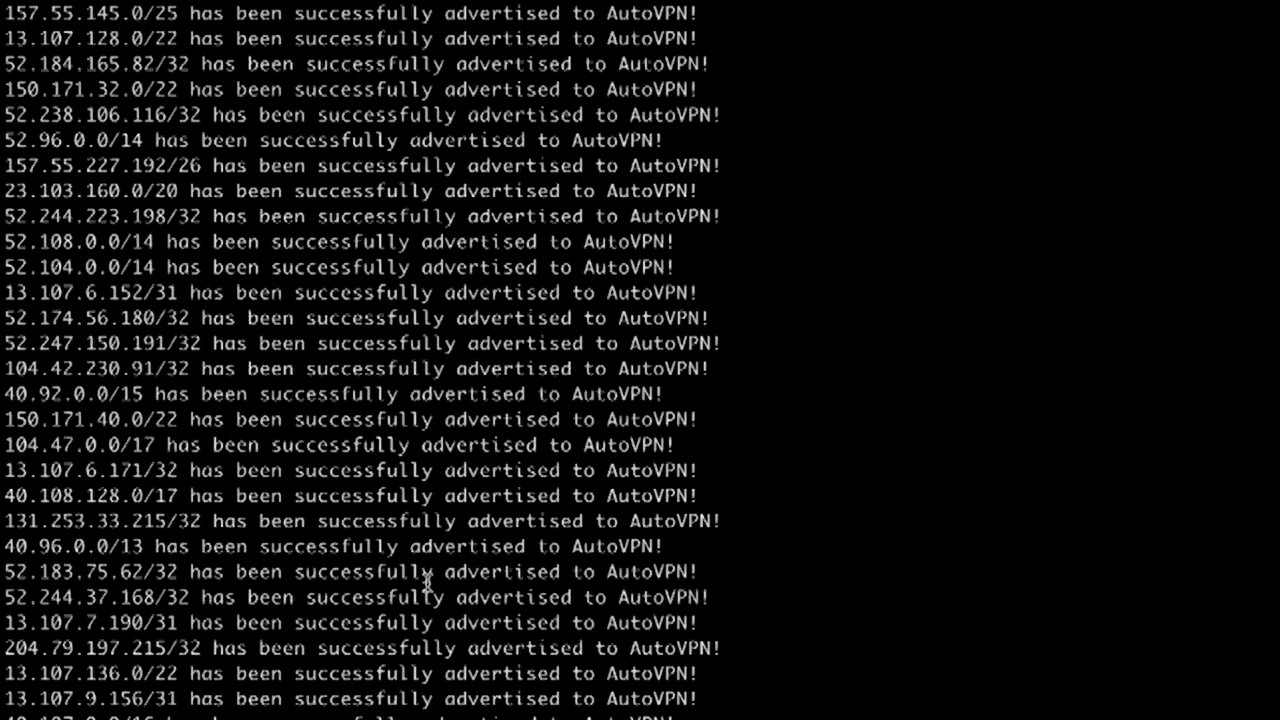 157.55.145.0/25 has been successfully advertised to AutoVPN!
13.107.128.0/22 has been successfully advertised to AutoVPN!
52.184.165.82/32 has been successfully advertised to AutoVPN!
150.171.32.0/22 has been successfully advertised to AutoVPN!
52.238.106.116/32 has been successfully advertised to AutoVPN!
52.96.0.0/14 has been successfully advertised to AutoVPN!
157.55.227.192/26 has been successfully advertised to AutoVPN!
23.103.160.0/20 has been successfully advertised to AutoVPN!
52.244.223.198/32 has been successfully advertised to AutoVPN!
52.108.0.0/14 has been successfully advertised to AutoVPN!
52.104.0.0/14 has been successfully advertised to AutoVPN!
13.107.6.152/31 has been successfully advertised to AutoVPN!
52.174.56.180/32 has been successfully advertised to AutoVPN!
52.247.150.191/32 has been successfully advertised to AutoVPN!
104.42.230.91/32 has been successfully advertised to AutoVPN!
40.92.0.0/15 has been successfully advertised to AutoVPN!
150.171.40.0/22 has been successfully advertised to AutoVPN!
104.47.0.0/17 has been successfully advertised to AutoVPN!
13.107.6.171/32 has been successfully advertised to AutoVPN!
40.108.128.0/17 has been successfully advertised to AutoVPN!
131.253.33.215/32 has been successfully advertised to AutoVPN!
40.96.0.0/13 has been successfully advertised to AutoVPN!
52.183.75.62/32 has been successfully advertised to AutoVPN!
52.244.37.168/32 has been successfully advertised to AutoVPN!
13.107.7.190/31 has been successfully advertised to AutoVPN!
204.79.197.215/32 has been successfully advertised to AutoVPN!
13.107.136.0/22 has been successfully advertised to AutoVPN!
13.107.9.156/31 has been successfully advertised to AutoVPN!
has been successfully advertised to AutoVPN!